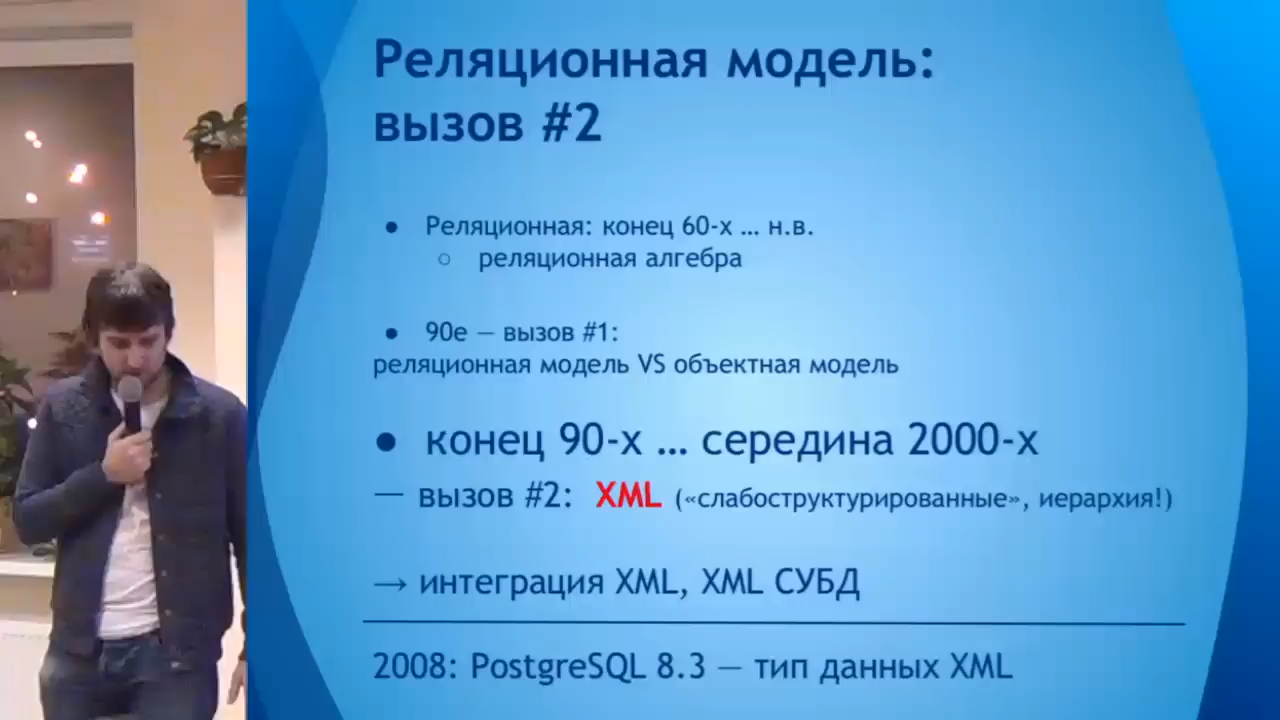 Реляционная модель:
вызов #2
● Реляционная: конец 60-х ... н.в.
○ реляционная алгебра
● 90е — вызов #1:
реляционная модель VS объектная модель
● конец 90-х ... середина 2000-х
— вызов #2: XML («слабоструктурированные», иерархия!)
→ интеграция XML, XML СУБД
2008: PostgreSQL 8.3 — тип данных XML